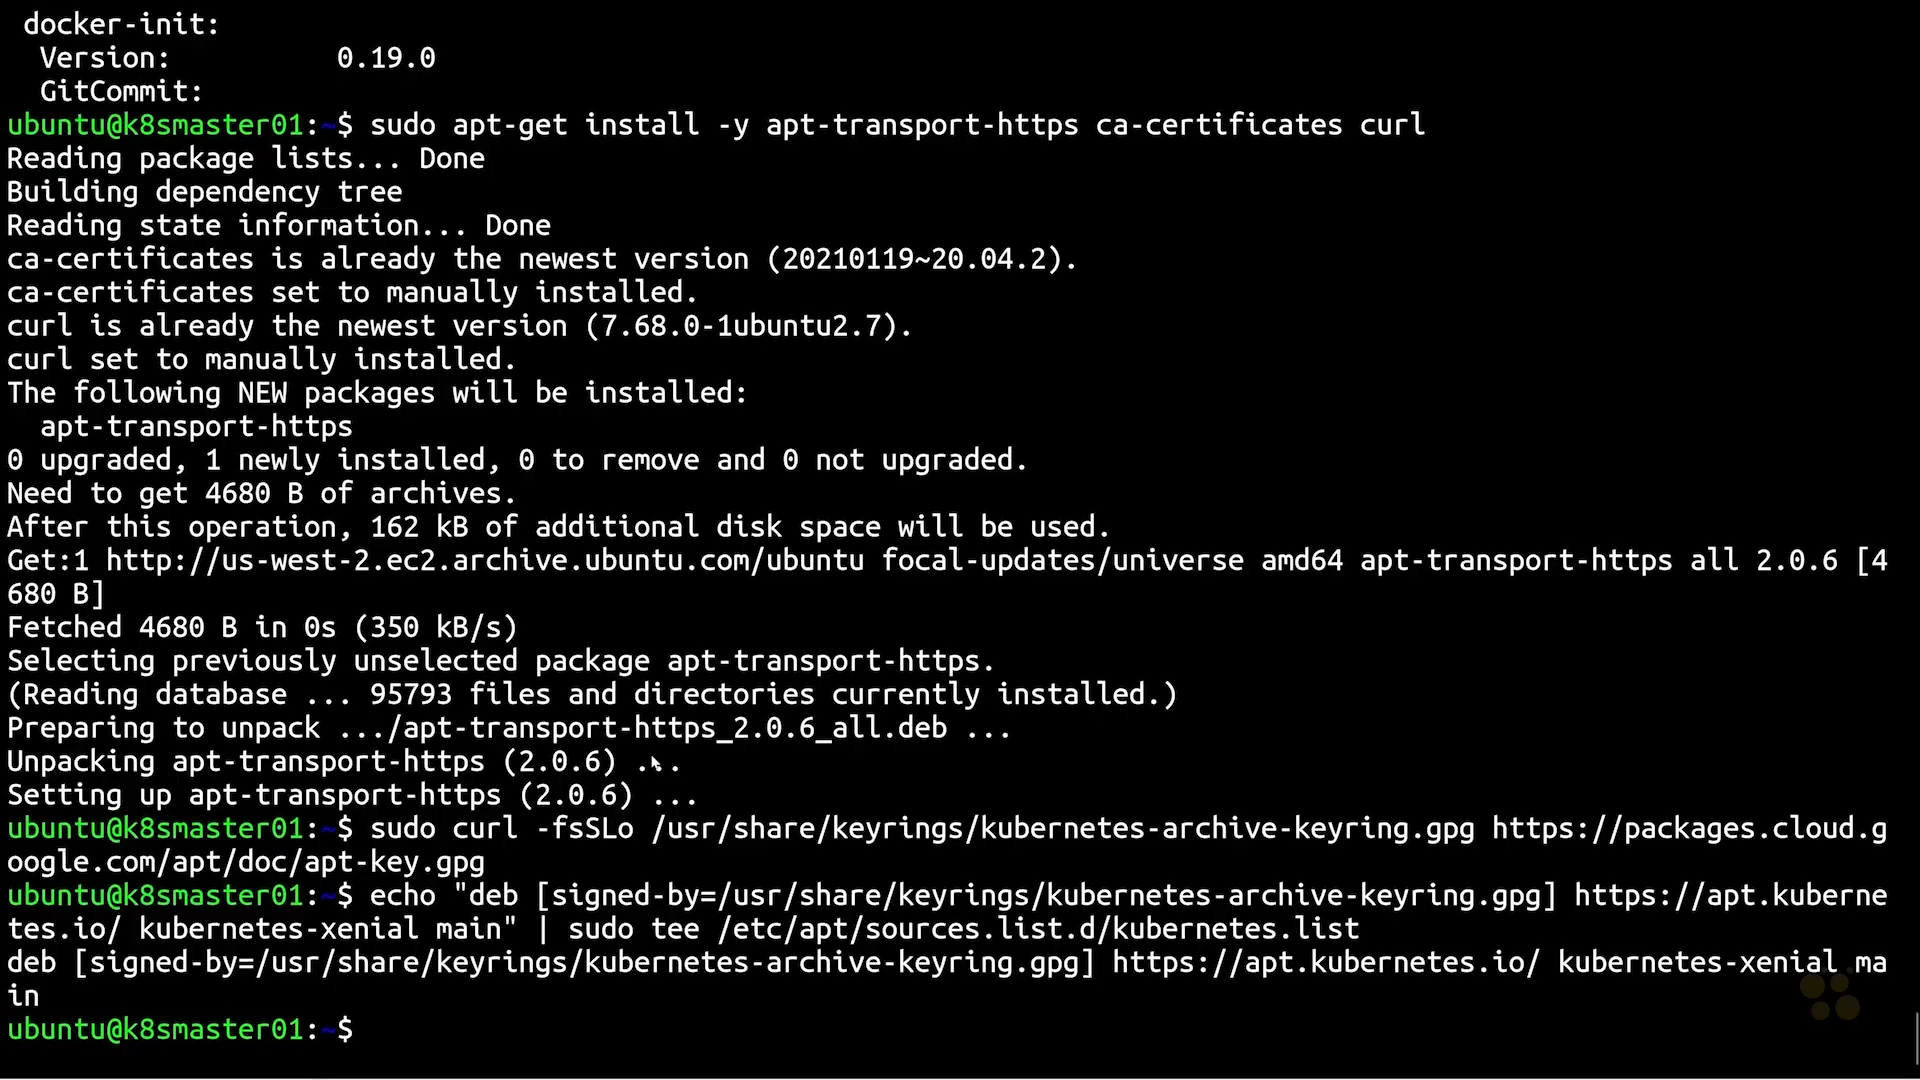 docker-init:
Version: 0.19.0
GitCommit:
ubuntu@k8smaster01:~$ sudo apt-get install -y apt-transport-https ca-certificates curl
Reading package lists... Done
Building dependency tree
Reading state information... Done
ca-certificates is already the newest version (20210119~20.04.2).
ca-certificates set to manually installed.
curl is already the newest version (7.68.0-1ubuntu2.7).
curl set to manually installed.
The following NEW packages will be installed:
apt-transport-https
0 upgraded, 1 newly installed, 0 to remove and 0 not upgraded.
Need to get 4680 B of archives.
After this operation, 162 kB of additional disk space will be used.
Get:1 http://us-west-2.ec2.archive.ubuntu.com/ubuntu focal-updates/universe amd64 apt-transport-https all 2.0.6 [4
680 B]
Fetched 4680 B in 0s (350 kB/s)
Selecting previously unselected package apt-transport-https.
(Reading database ... 95793 files and directories currently installed.)
Preparing to unpack .../apt-transport-https_2.0.6_all.deb ...
Unpacking apt-transport-https (2.0.6) ...
Setting up apt-transport-https (2.0.6) ...
ubuntu@k8smaster01:~$ sudo curl -fsSLo /usr/share/keyrings/kubernetes-archive-keyring.gpg https://packages.cloud.g
oogle.com/apt/doc/apt-key.gpg
ubuntu@k8smaster01:~$ echo "deb [signed-by=/usr/share/keyrings/kubernetes-archive-keyring.gpg] https://apt.kuberne
tes.io/ kubernetes-xenial main" | sudo tee /etc/apt/sources.list.d/kubernetes.list
deb [signed-by=/usr/share/keyrings/kubernetes-archive-keyring.gpg] https://apt.kubernetes.io/ kubernetes-xenial ma
in
ubuntu@k8smaster01:~$